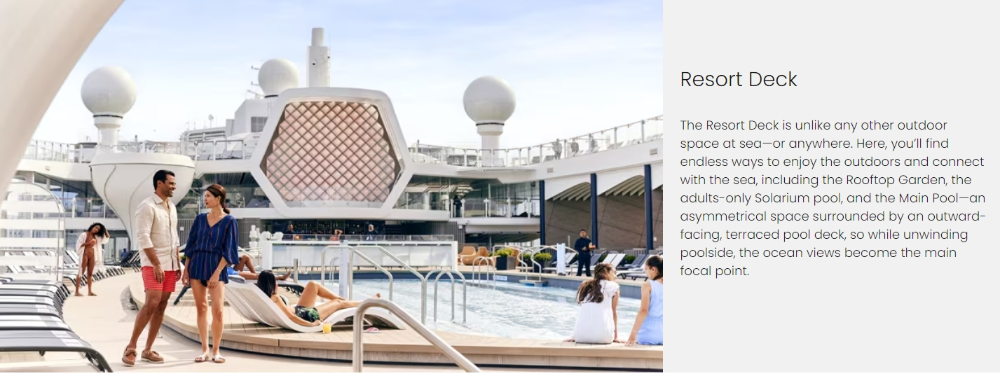 Resort Deck
The Resort Deck is unlike any other outdoor
space at sea—or anywhere. Here, you'll find
endless ways to enjoy the outdoors and connect
with the sea, including the Rooftop Garden, the
adults-only Solarium pool, and the Main Pool—an
asymmetrical space surrounded by an outward-
facing, terraced pool deck, so while unwinding
poolside, the ocean views become the main
focal point.